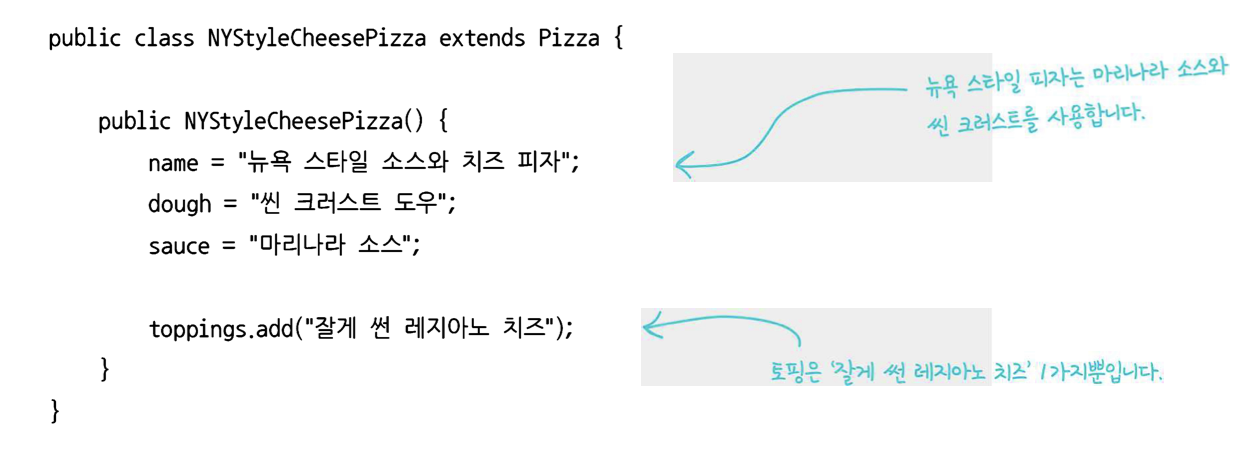 public class NYStyleCheesePizza extends Pizza {
뉴욕 스타일 피자는 마리나라 소스와
씬 크러스트를 사용합니다.
public NYStyleCheesePizza() {
name = "뉴욕 스타일 소스와 치즈 피자";
dough = "씬 크러스트 도우";
sauce = "마리나라 소스";
toppings.add("잘게 썬 레지아노 치즈");
토핑은 '잘게 썬 레지아노 치즈' 1가지뿐입니다.
}
}